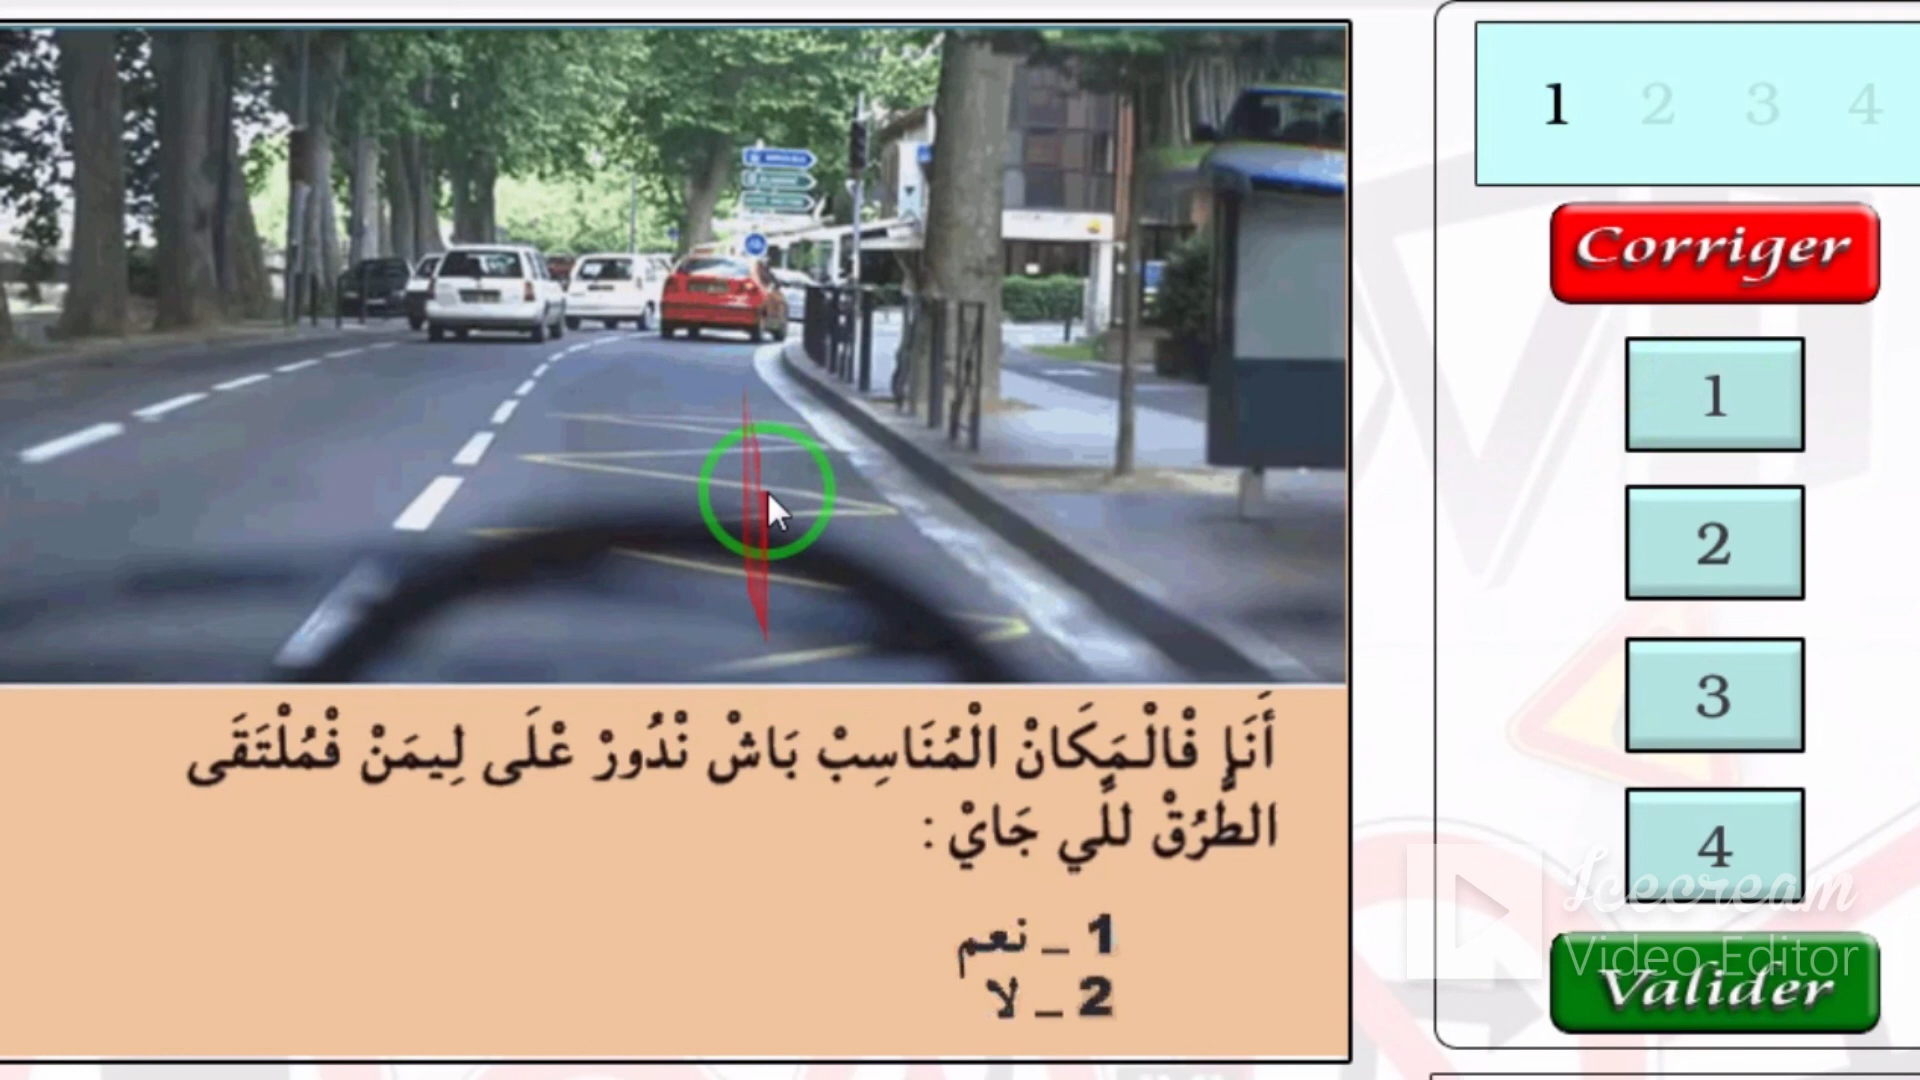 1 2 3 4
Corriger
1
2
3
4
Valider
Icecream
Video Editor
أَنَا فْالْمَكَانْ الْمُنَاسِبْ بَاشْ نْدُورْ عْلَى لِيمَنْ فْمُلْتَقَى
الطُّرُقْ للِّي جَايْ :
1 _ نعم
2 _ لا